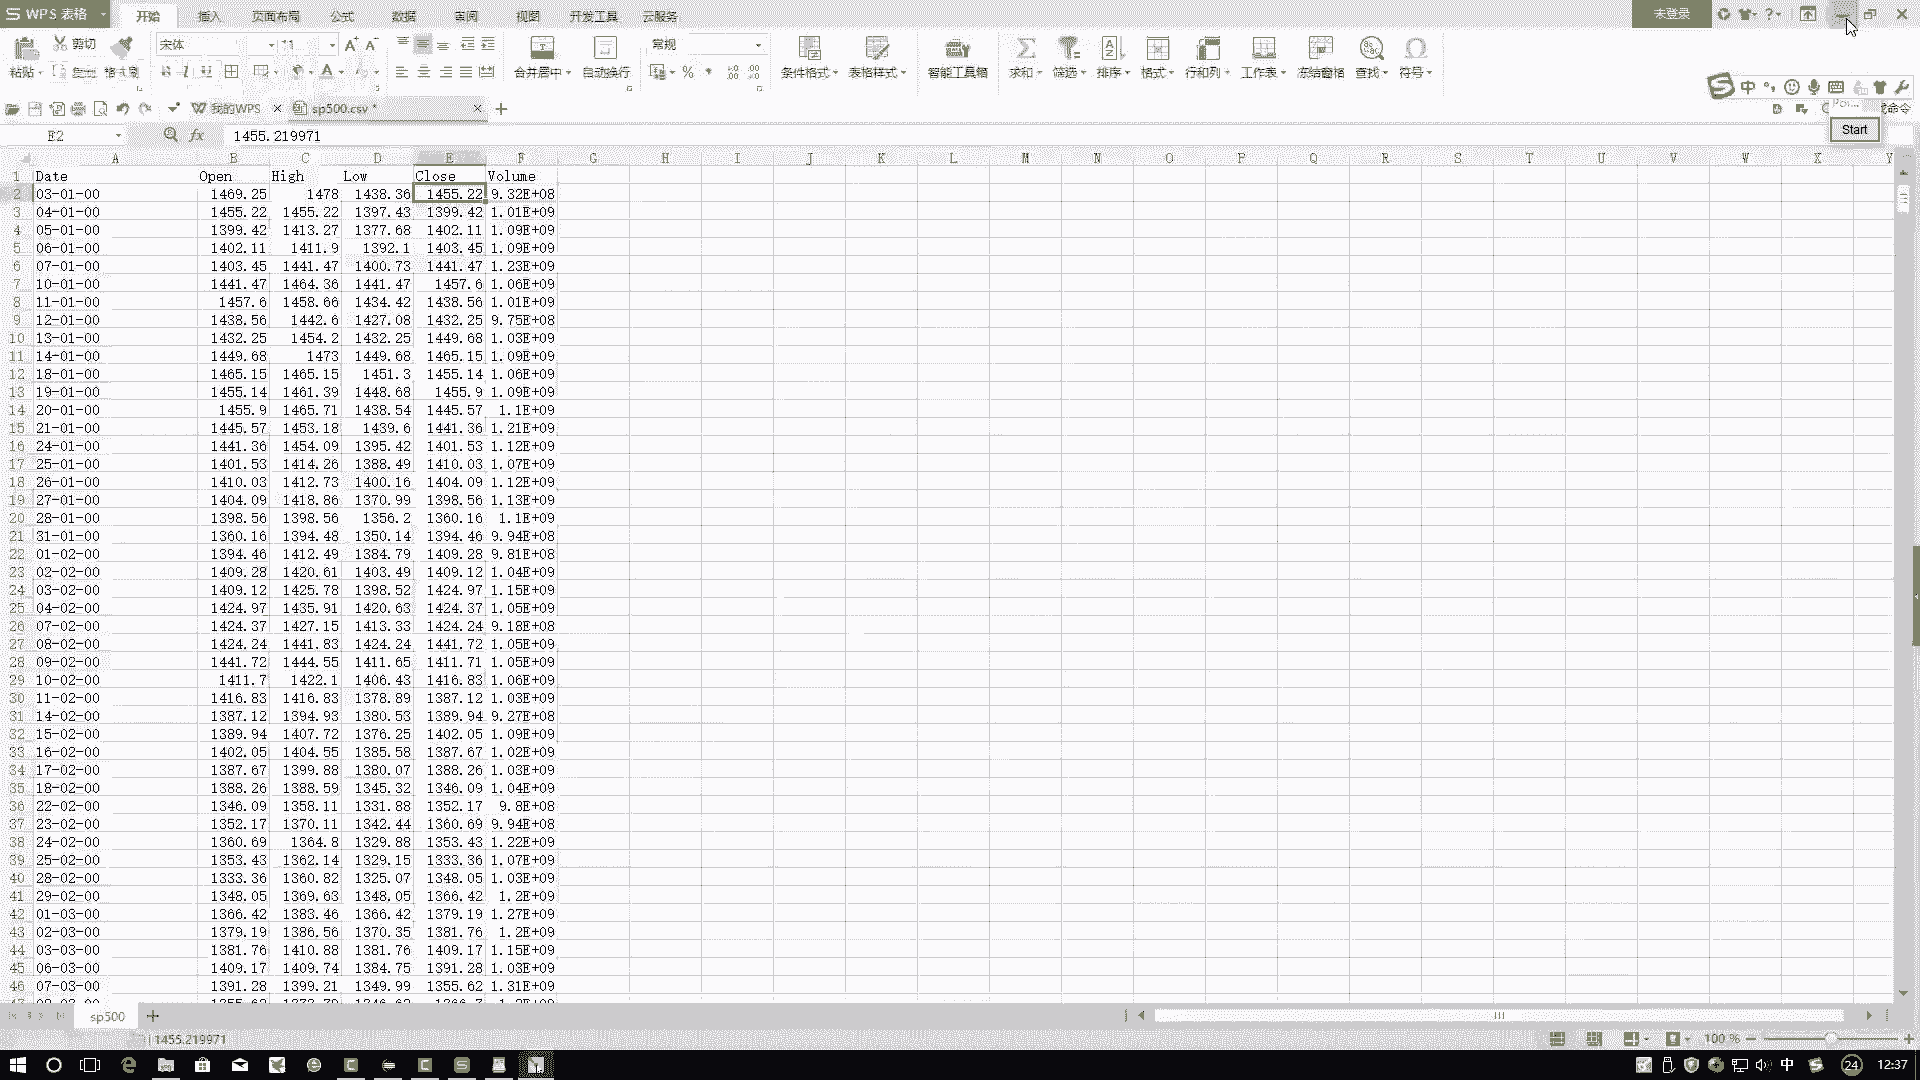 S WPS 表格 开始 插入 页面布局 公式 数据 审阅 视图 开发工具 云服务 未登录
剪切 宋体 11 常规
粘贴 复制 格式刷 合并居中 自动换行 条件格式 表格样式 智能工具箱 求和 筛选 排序 格式 行和列 工作表 冻结窗格 查找 符号
我的WPS sp500.csv *
E2 fx 1455.219971 Start
A B C D E F G H I J K L M N O P Q R S T U V W X Y
1 Date Open High Low Close Volume
2 03-01-00 1469.25 1478 1438.36 1455.22 9.32E+08
3 04-01-00 1455.22 1455.22 1397.43 1399.42 1.01E+09
4 05-01-00 1399.42 1413.27 1377.68 1402.11 1.09E+09
5 06-01-00 1402.11 1411.9 1392.1 1403.45 1.09E+09
6 07-01-00 1403.45 1441.47 1400.73 1441.47 1.23E+09
7 10-01-00 1441.47 1464.36 1441.47 1457.6 1.06E+09
8 11-01-00 1457.6 1458.66 1434.42 1438.56 1.01E+09
9 12-01-00 1438.56 1442.6 1427.08 1432.25 9.75E+08
10 13-01-00 1432.25 1454.2 1432.25 1449.68 1.03E+09
11 14-01-00 1449.68 1473 1449.68 1465.15 1.09E+09
12 18-01-00 1465.15 1465.15 1451.3 1455.14 1.06E+09
13 19-01-00 1455.14 1461.39 1448.68 1455.9 1.09E+09
14 20-01-00 1455.9 1465.71 1438.54 1445.57 1.1E+09
15 21-01-00 1445.57 1453.18 1439.6 1441.36 1.21E+09
16 24-01-00 1441.36 1454.09 1395.42 1401.53 1.12E+09
17 25-01-00 1401.53 1414.26 1388.49 1410.03 1.07E+09
18 26-01-00 1410.03 1412.73 1400.16 1404.09 1.12E+09
19 27-01-00 1404.09 1418.86 1370.99 1398.56 1.13E+09
20 28-01-00 1398.56 1398.56 1356.2 1360.16 1.1E+09
21 31-01-00 1360.16 1394.48 1350.14 1394.46 9.94E+08
22 01-02-00 1394.46 1412.49 1384.79 1409.28 9.81E+08
23 02-02-00 1409.28 1420.61 1403.49 1409.12 1.04E+09
24 03-02-00 1409.12 1425.78 1398.52 1424.97 1.15E+09
25 04-02-00 1424.97 1435.91 1420.63 1424.37 1.05E+09
26 07-02-00 1424.37 1427.15 1413.33 1424.24 9.18E+08
27 08-02-00 1424.24 1441.83 1424.24 1441.72 1.05E+09
28 09-02-00 1441.72 1444.55 1411.65 1411.71 1.05E+09
29 10-02-00 1411.7 1422.1 1406.43 1416.83 1.06E+09
30 11-02-00 1416.83 1416.83 1378.89 1387.12 1.03E+09
31 14-02-00 1387.12 1394.93 1380.53 1389.94 9.27E+08
32 15-02-00 1389.94 1407.72 1376.25 1402.05 1.09E+09
33 16-02-00 1402.05 1404.55 1385.58 1387.67 1.02E+09
34 17-02-00 1387.67 1399.88 1380.07 1388.26 1.03E+09
35 18-02-00 1388.26 1388.59 1345.32 1346.09 1.04E+09
36 22-02-00 1346.09 1358.11 1331.88 1352.17 9.8E+08
37 23-02-00 1352.17 1370.11 1342.44 1360.69 9.94E+08
38 24-02-00 1360.69 1364.8 1329.88 1353.43 1.22E+09
39 25-02-00 1353.43 1362.14 1329.15 1333.36 1.07E+09
40 28-02-00 1333.36 1360.82 1325.07 1348.05 1.03E+09
41 29-02-00 1348.05 1369.63 1348.05 1366.42 1.2E+09
42 01-03-00 1366.42 1383.46 1366.42 1379.19 1.27E+09
43 02-03-00 1379.19 1386.56 1370.35 1381.76 1.2E+09
44 03-03-00 1381.76 1410.88 1381.76 1409.17 1.15E+09
45 06-03-00 1409.17 1409.74 1384.75 1391.28 1.03E+09
46 07-03-00 1391.28 1399.21 1349.99 1355.62 1.31E+09
sp500
1455.219971 100 %
中 24 12:37